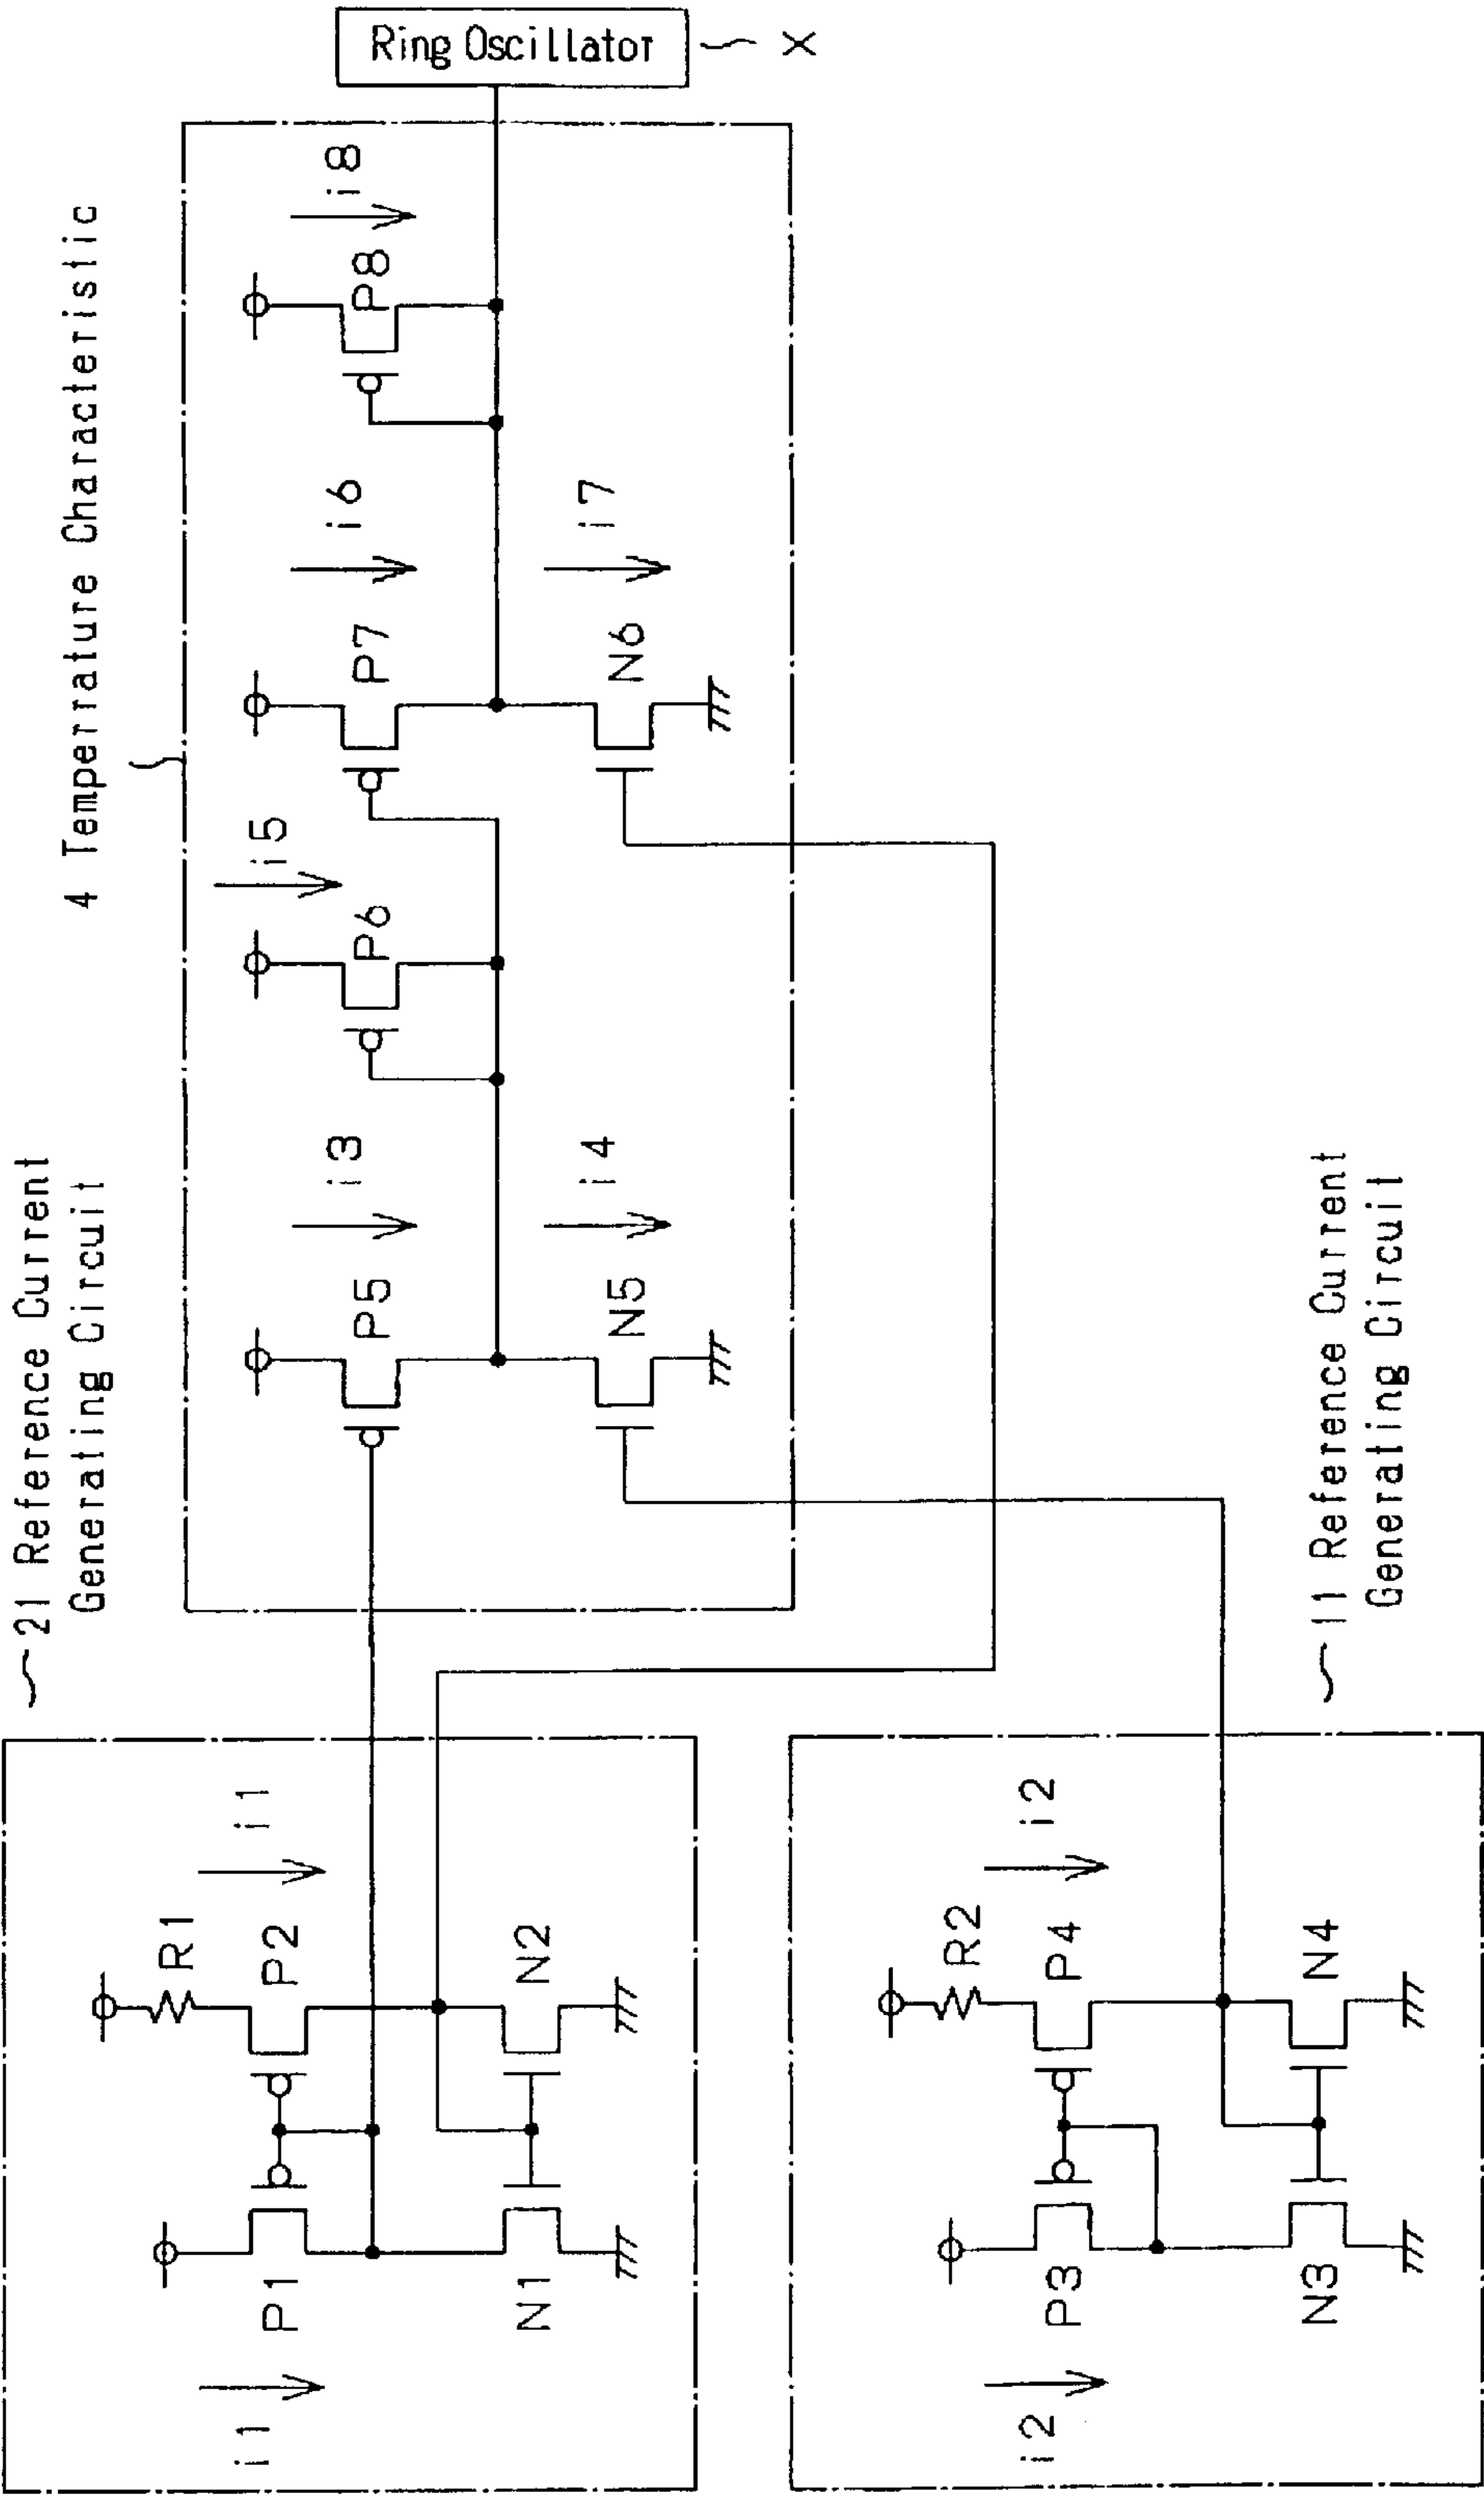 21 Reference Current
Generating Circuit
i1
P1
N1
R1
P2
N2
i1
11 Reference Current
Generating Circuit
i2
P3
N3
R2
P4
N4
i2
4 Temperrature Characteristic
P5
N5
i3
i4
P6
i5
P7
N6
i6
i7
P8
i8
Ring Oscillator
X